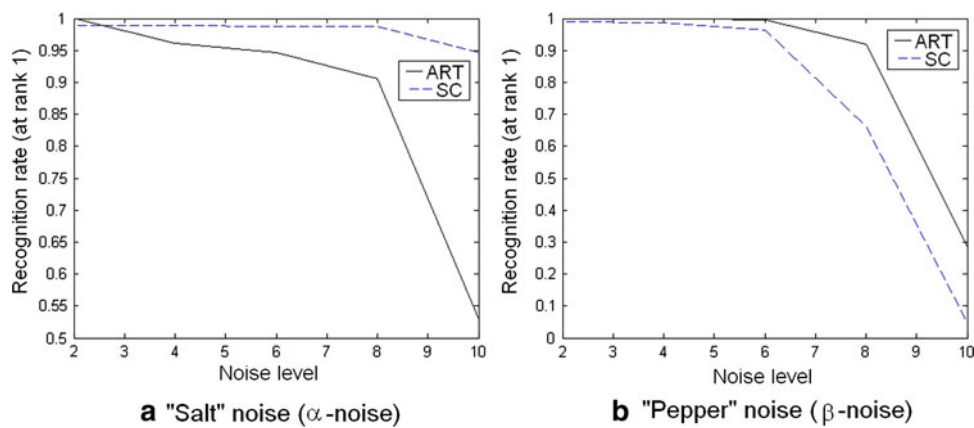 Recognition rate (at rank 1)
1
0.95
0.9
0.85
0.8
0.75
0.7
0.65
0.6
0.55
0.5
ART
SC
2 3 4 5 6 7 8 9 10
Noise level
a "Salt" noise (α-noise)
Recognition rate (at rank 1)
1
0.9
0.8
0.7
0.6
0.5
0.4
0.3
0.2
0.1
0
ART
SC
2 3 4 5 6 7 8 9 10
Noise level
b "Pepper" noise (β-noise)